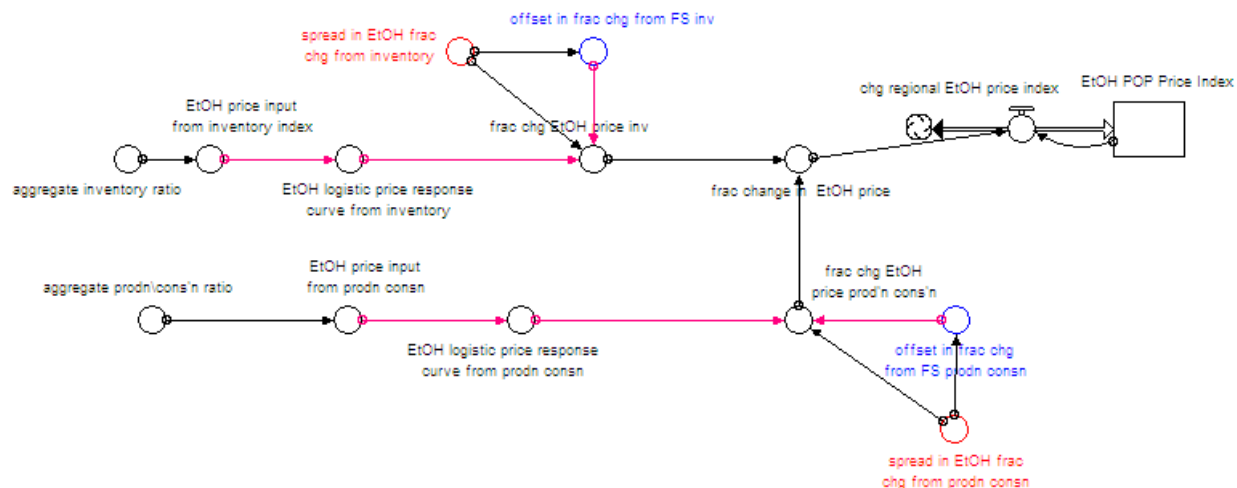 offset in frac chg from FS inv
spread in EtOH frac
chg from inventory
chg regional EtOH price index
EtOH POP Price Index
EtOH price input
from inventory index
frac chg EtOH price inv
aggregate inventory ratio
EtOH logistic price response
curve from inventory
frac change in EtOH price
aggregate prodn\cons'n ratio
EtOH price input
from prodn consn
frac chg EtOH
price prod'n cons'n
EtOH logistic price response
curve from prodn consn
offset in frac chg
from FS prodn consn
spread in EtOH frac
chg from prodn consn